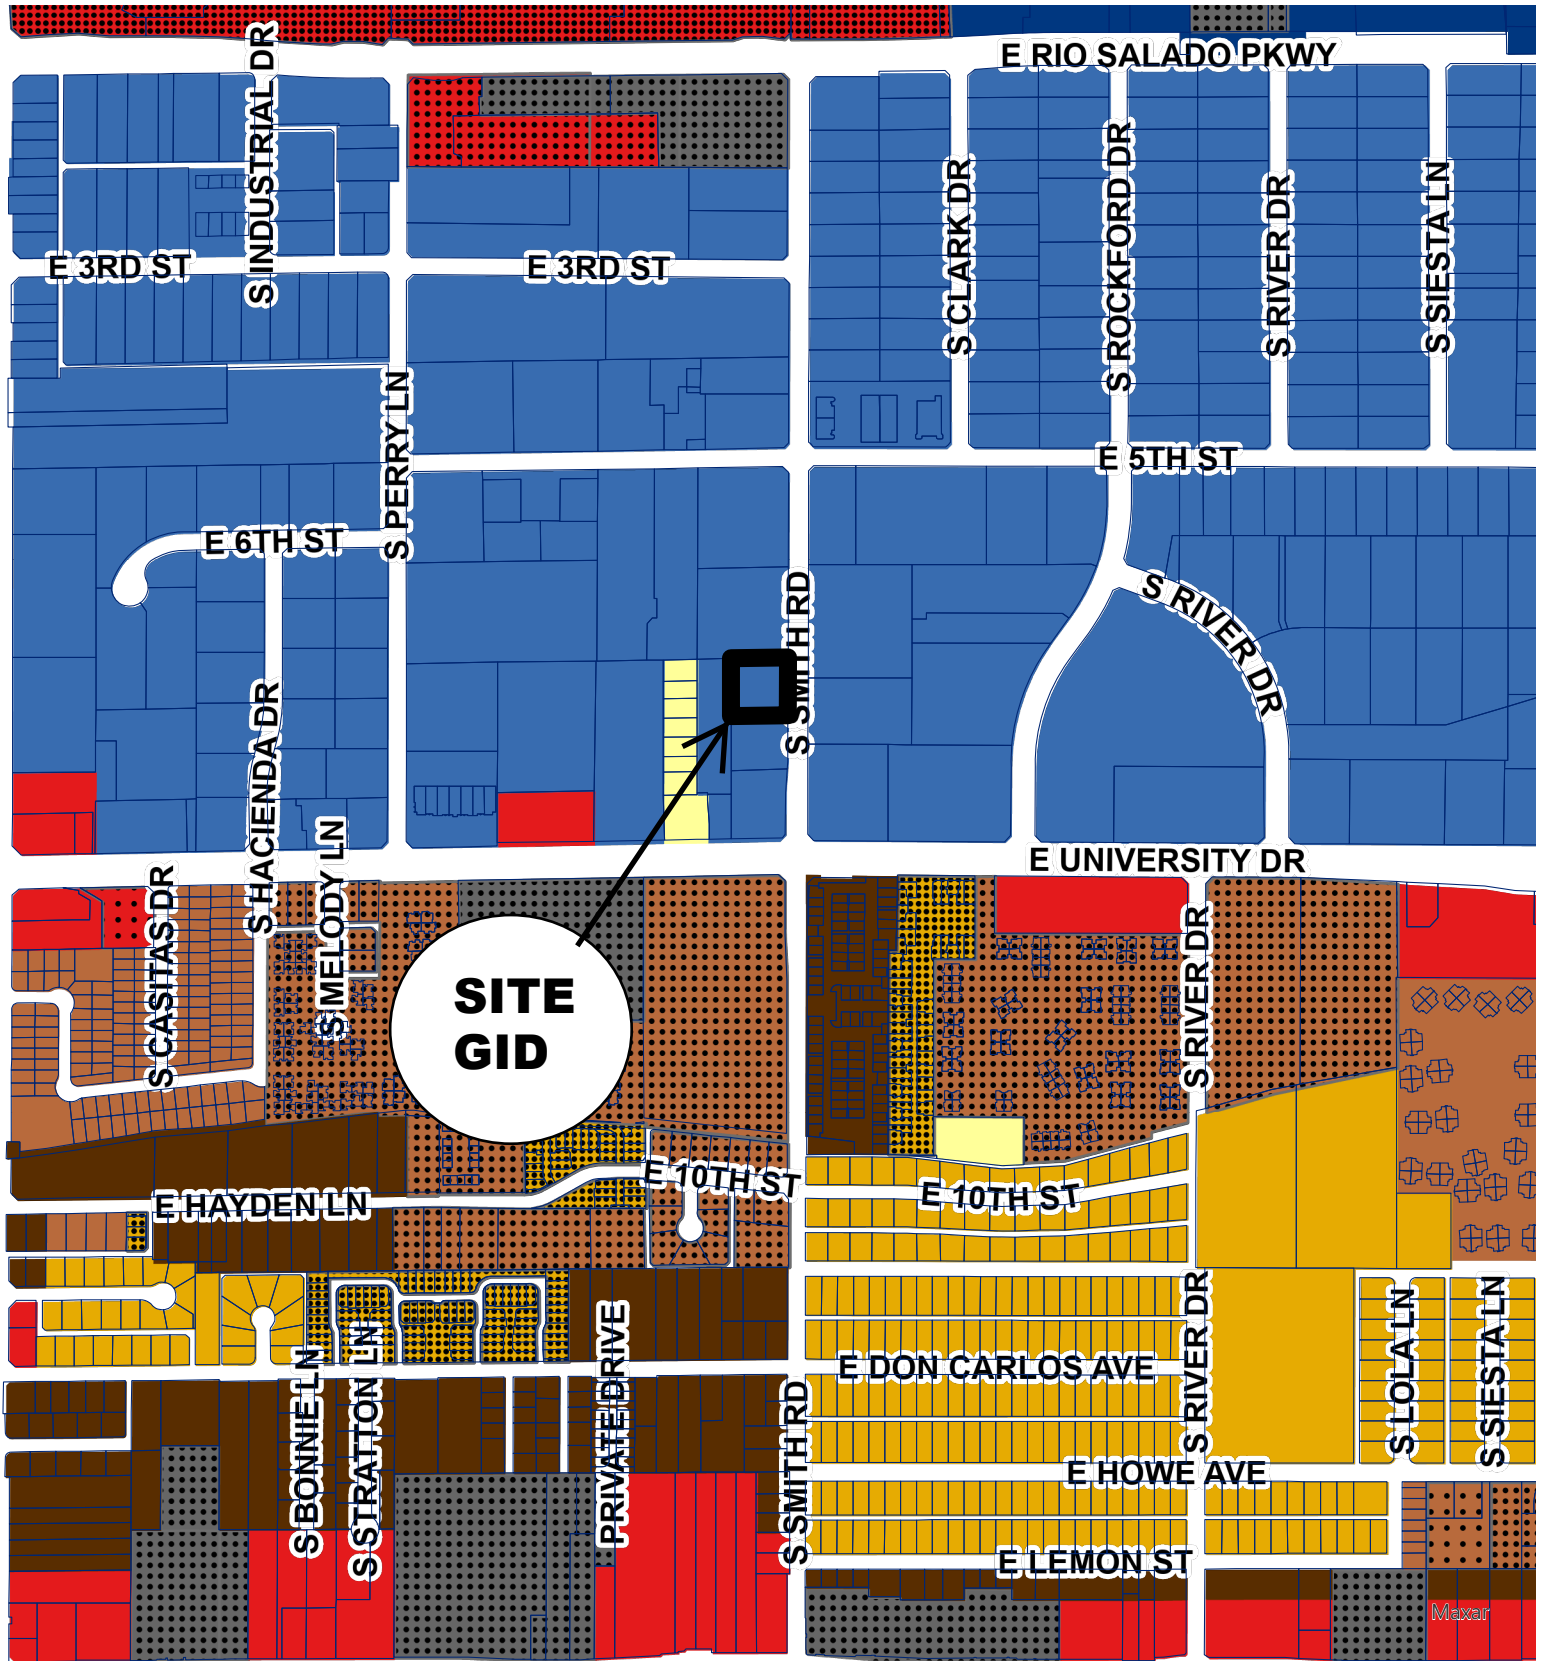 E RIO SALADO PKWY
S INDUSTRIAL DR
S CLARK DR
S ROCKFORD DR
S RIVER DR
S SIESTA LN
E 3RD ST
E 3RD ST
S PERRY LN
E 5TH ST
E 6TH ST
S RIVER DR
S SMITH RD
S HACIENDA DR
S MELODY LN
E UNIVERSITY DR
S CASITAS DR
S RIVER DR
SITE
GID
E 10TH ST
E 10TH ST
E HAYDEN LN
S BONNIE LN
S STRATTON LN
PRIVATE DRIVE
S SMITH RD
E DON CARLOS AVE
S RIVER DR
S LOLA LN
S SIESTA LN
E HOWE AVE
E LEMON ST
Maxar